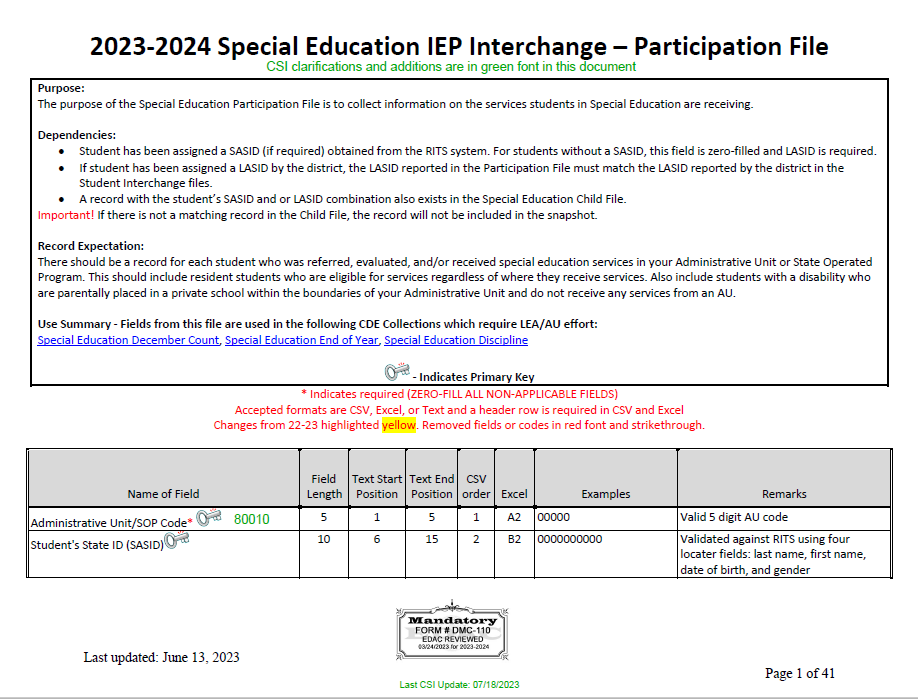 2023-2024 Special Education IEP Interchange – Participation File
CSI clarifications and additions are in green font in this document
Purpose:
The purpose of the Special Education Participation File is to collect information on the services students in Special Education are receiving.
Dependencies:
• Student has been assigned a SASID (if required) obtained from the RITS system. For students without a SASID, this field is zero-filled and LASID is required.
• If student has been assigned a LASID by the district, the LASID reported in the Participation File must match the LASID reported by the district in the
Student Interchange files.
• A record with the student's SASID and or LASID combination also exists in the Special Education Child File.
Important! If there is not a matching record in the Child File, the record will not be included in the snapshot.
Record Expectation:
There should be a record for each student who was referred, evaluated, and/or received special education services in your Administrative Unit or State Operated
Program. This should include resident students who are eligible for services regardless of where they receive services. Also include students with a disability who
are parentally placed in a private school within the boundaries of your Administrative Unit and do not receive any services from an AU.
Use Summary - Fields from this file are used in the following CDE Collections which require LEA/AU effort:
Special Education December Count, Special Education End of Year, Special Education Discipline
- Indicates Primary Key
* Indicates required (ZERO-FILL ALL NON-APPLICABLE FIELDS)
Accepted formats are CSV, Excel, or Text and a header row is required in CSV and Excel
Changes from 22-23 highlighted yellow. Removed fields or codes in red font and strikethrough.
Name of Field Field Length Text Start Position Text End Position CSV order Excel Examples Remarks
Administrative Unit/SOP Code* 80010 5 1 5 1 A2 00000 Valid 5 digit AU code
Student's State ID (SASID) 10 6 15 2 B2 0000000000 Validated against RITS using four
locater fields: last name, first name,
date of birth, and gender
Mandatory
FORM # DMC-110
EDAC REVIEWED
03/24/2023 for 2023-2024
Last updated: June 13, 2023
Page 1 of 41
Last CSI Update: 07/18/2023